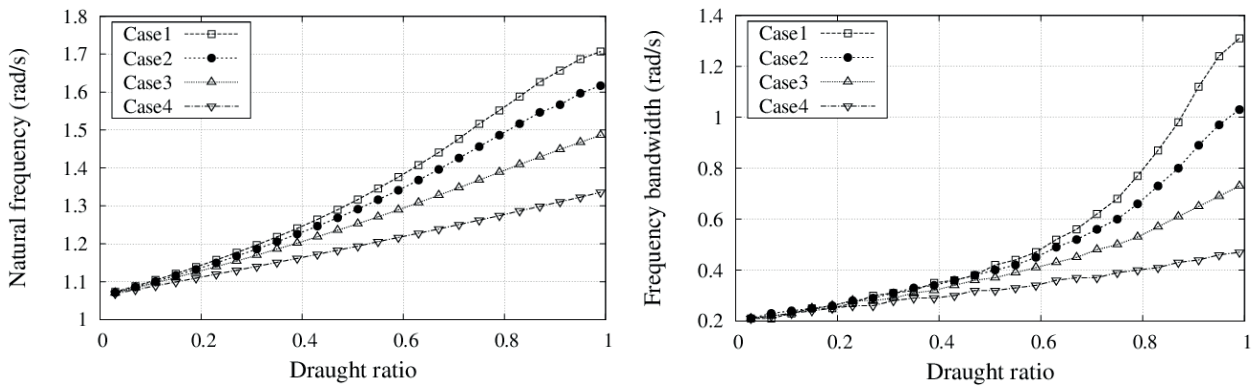 1.8
1.7
1.6
1.5
1.4
1.3
1.2
1.1
1
Natural frequency (rad/s)
Case1
Case2
Case3
Case4
0 0.2 0.4 0.6 0.8 1
Draught ratio
1.4
1.2
1.0
0.8
0.6
0.4
0.2
Frequency bandwidth (rad/s)
Case1
Case2
Case3
Case4
0 0.2 0.4 0.6 0.8 1
Draught ratio